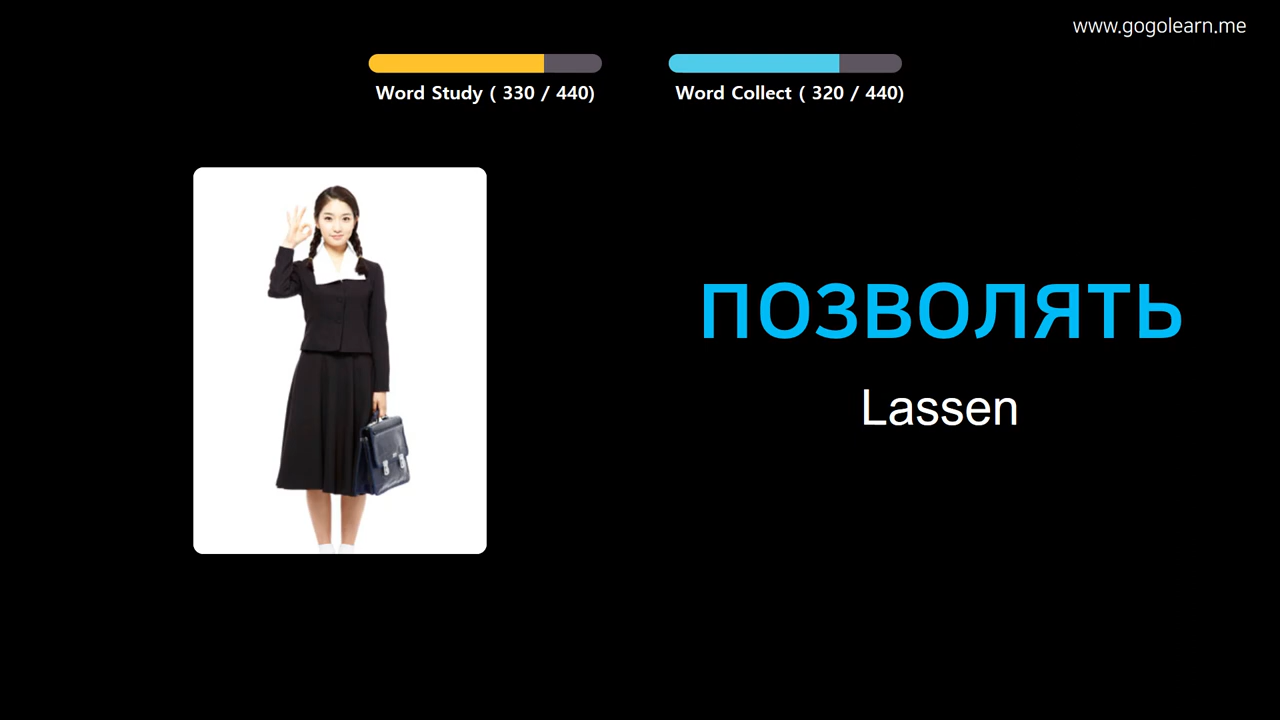 www.gogolearn.me
Word Study ( 330 / 440)
Word Collect ( 320 / 440)
позволять
Lassen